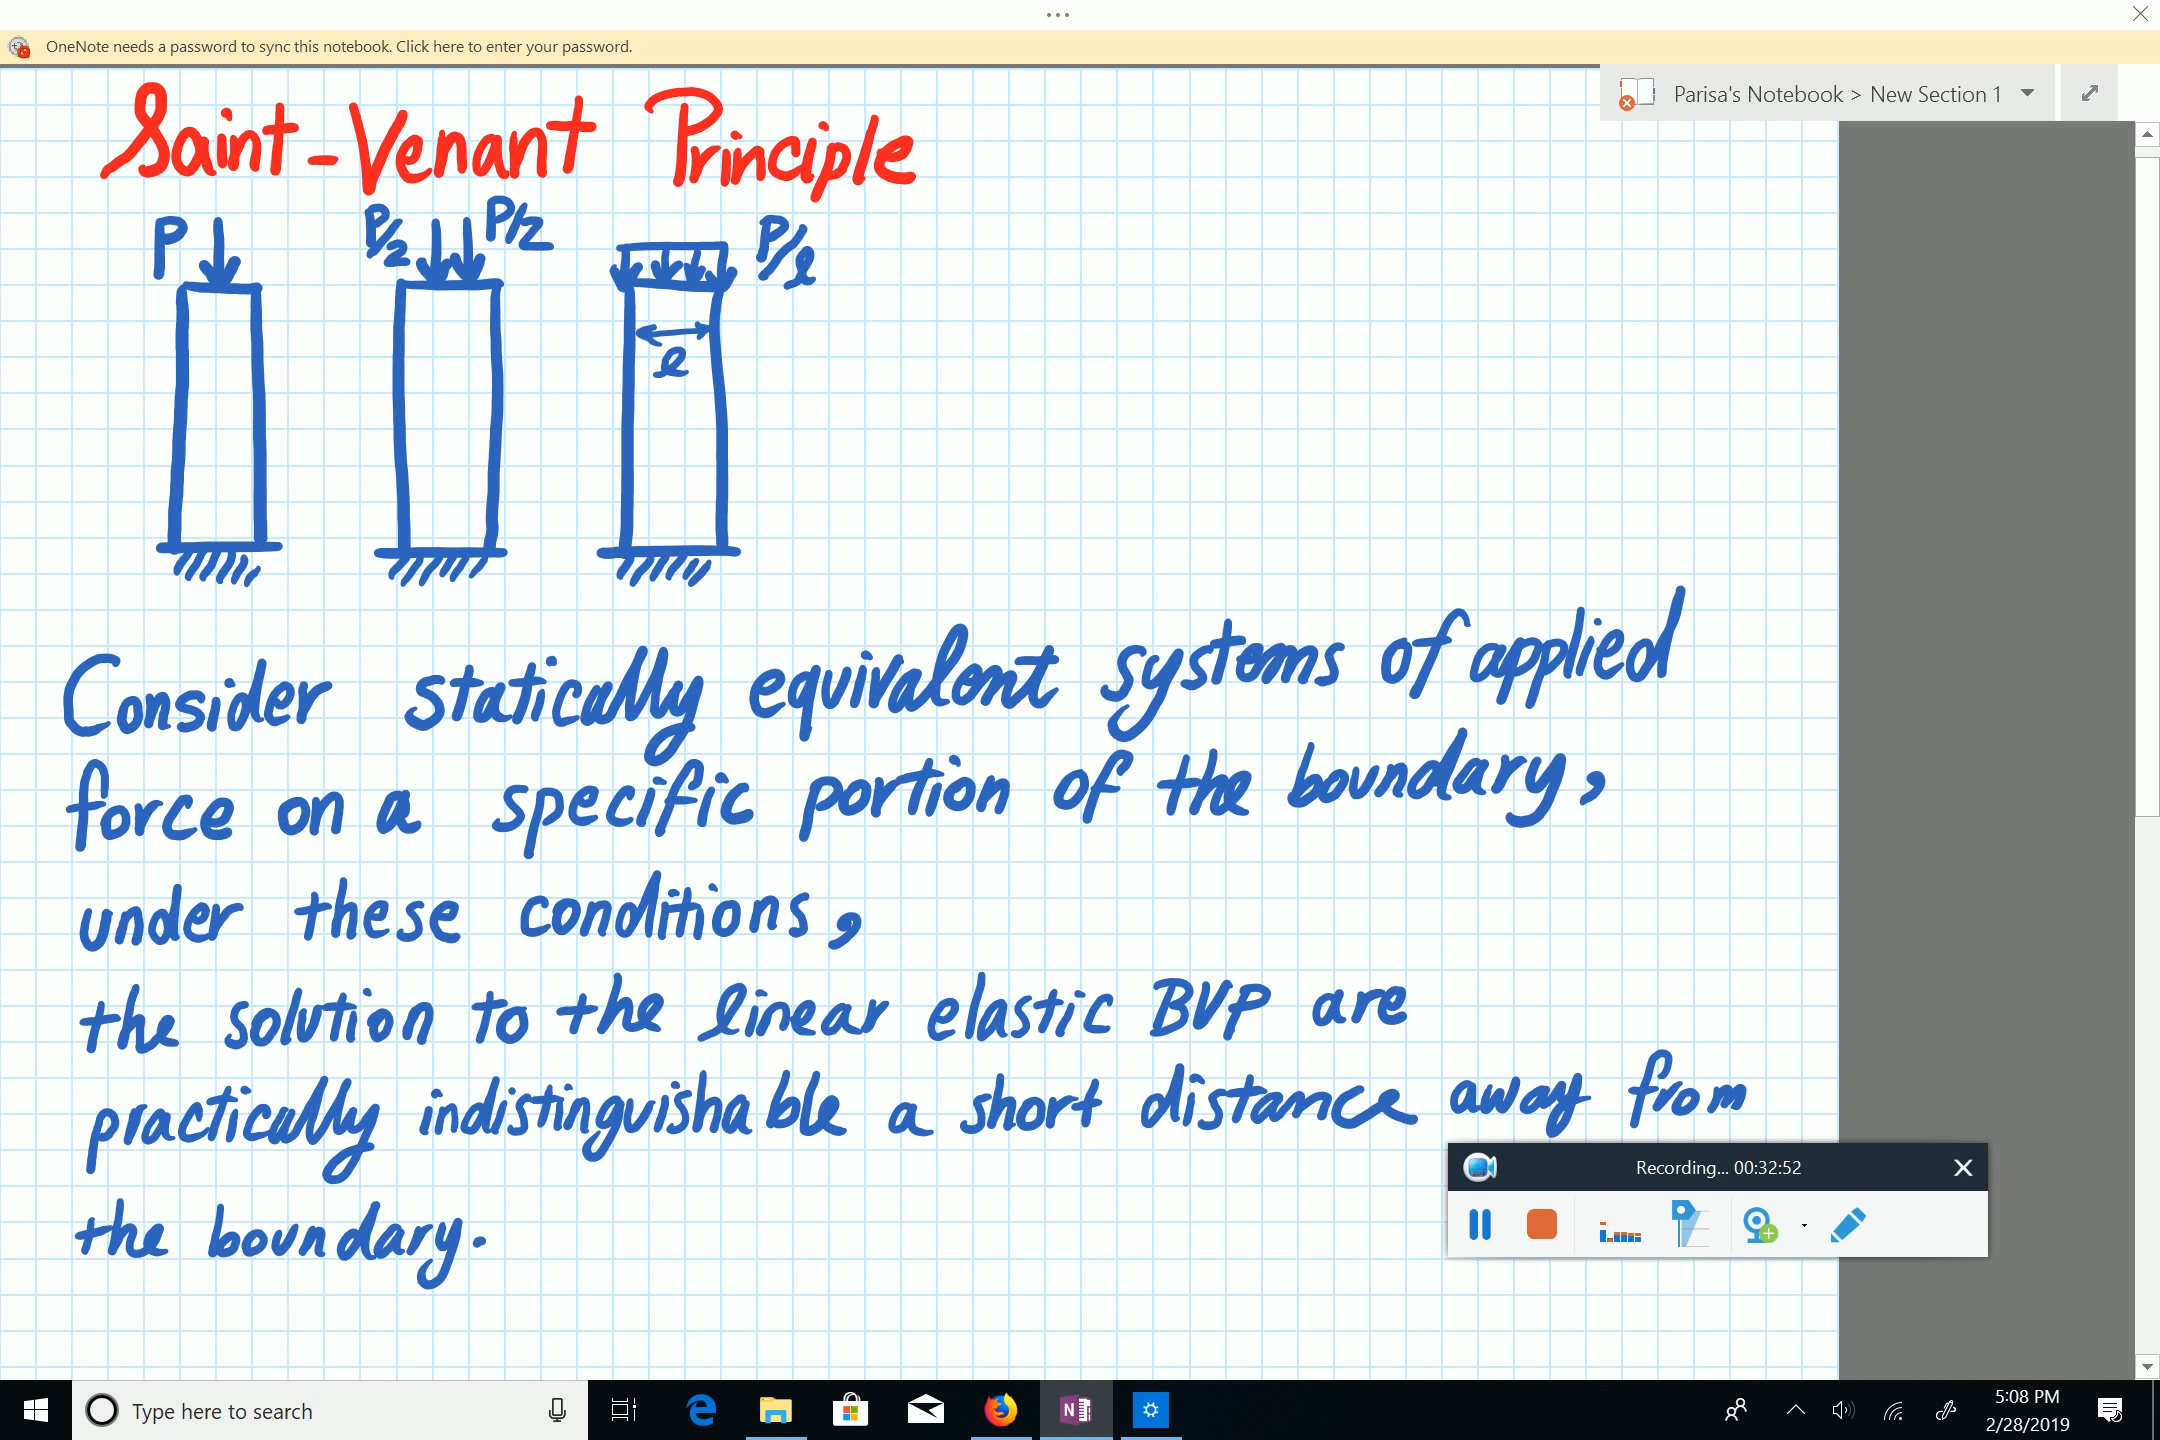 OneNote needs a password to sync this notebook. Click here to enter your password.
Parisa's Notebook > New Section 1
Saint-Venant Principle
P P/2 P/2 P/l
l
Consider statically equivalent systems of applied
force on a specific portion of the boundary,
under these conditions,
the solution to the linear elastic BVP are
practically indistinguishable a short distance away from
the boundary.
Recording... 00:32:52
Type here to search
N
5:08 PM
2/28/2019